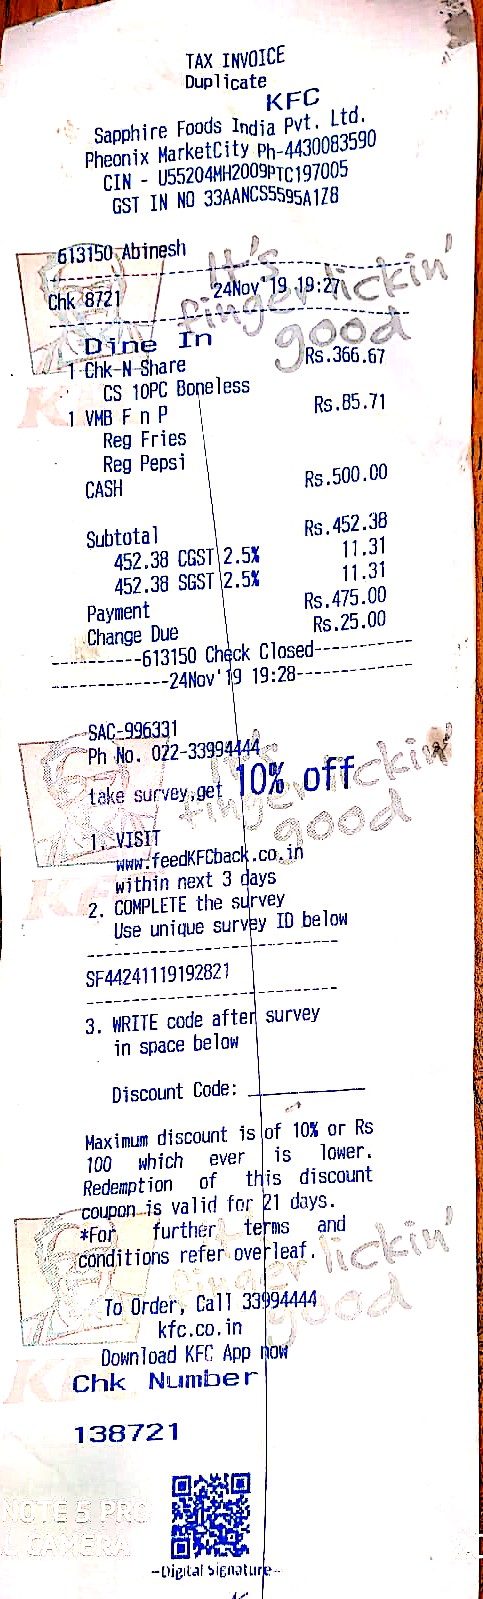 TAX INVOICE
Duplicate
KFC
Sapphire Foods India Pvt. Ltd.
Pheonix MarketCity Ph-4430083590
CIN - U55204MH2009PTC197005
GST IN NO 33AANCS5595A1Z8
613150 Abinesh
Chk 8721 24Nov'19 19:27
It's finger lickin' good
Dine In
1 Chk-N-Share Rs.366.67
CS 10PC Boneless
1 VMB F n P Rs.85.71
Reg Fries
Reg Pepsi
CASH Rs.500.00
Subtotal Rs.452.38
452.38 CGST 2.5% 11.31
452.38 SGST 2.5% 11.31
Payment Rs.475.00
Change Due Rs.25.00
----------613150 Check Closed-----------
-------------24Nov'19 19:28-------------
SAC-996331
Ph No. 022-33994444
take survey,get 10% off
It's finger lickin' good
KFC
1. VISIT
www.feedKFCback.co.in
within next 3 days
2. COMPLETE the survey
Use unique survey ID below
SF44241119192821
3. WRITE code after survey
in space below
Discount Code: ____________
Maximum discount is of 10% or Rs
100 which ever is lower.
Redemption of this discount
coupon is valid for 21 days.
*For further terms and
conditions refer overleaf.
finger lickin' good
To Order, Call 33994444
kfc.co.in
Download KFC App now
Chk Number
138721
NOTE 5 PRO
CAMERA
-Digital Signature-